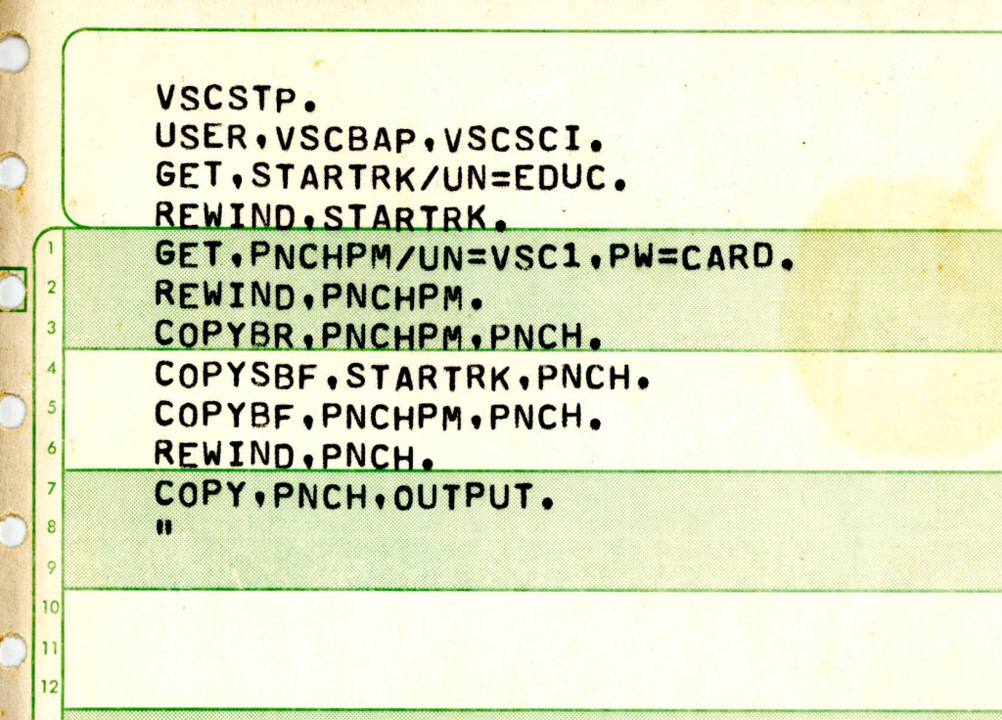 VSCSTP.
USER,VSCBAP,VSCSCI.
GET,STARTRK/UN=EDUC.
REWIND,STARTRK.
1 GET,PNCHPM/UN=VSC1,PW=CARD.
2 REWIND,PNCHPM.
3 COPYBR,PNCHPM,PNCH.
4 COPYSBF,STARTRK,PNCH.
5 COPYBF,PNCHPM,PNCH.
6 REWIND,PNCH.
7 COPY,PNCH,OUTPUT.
8 "
9
10
11
12